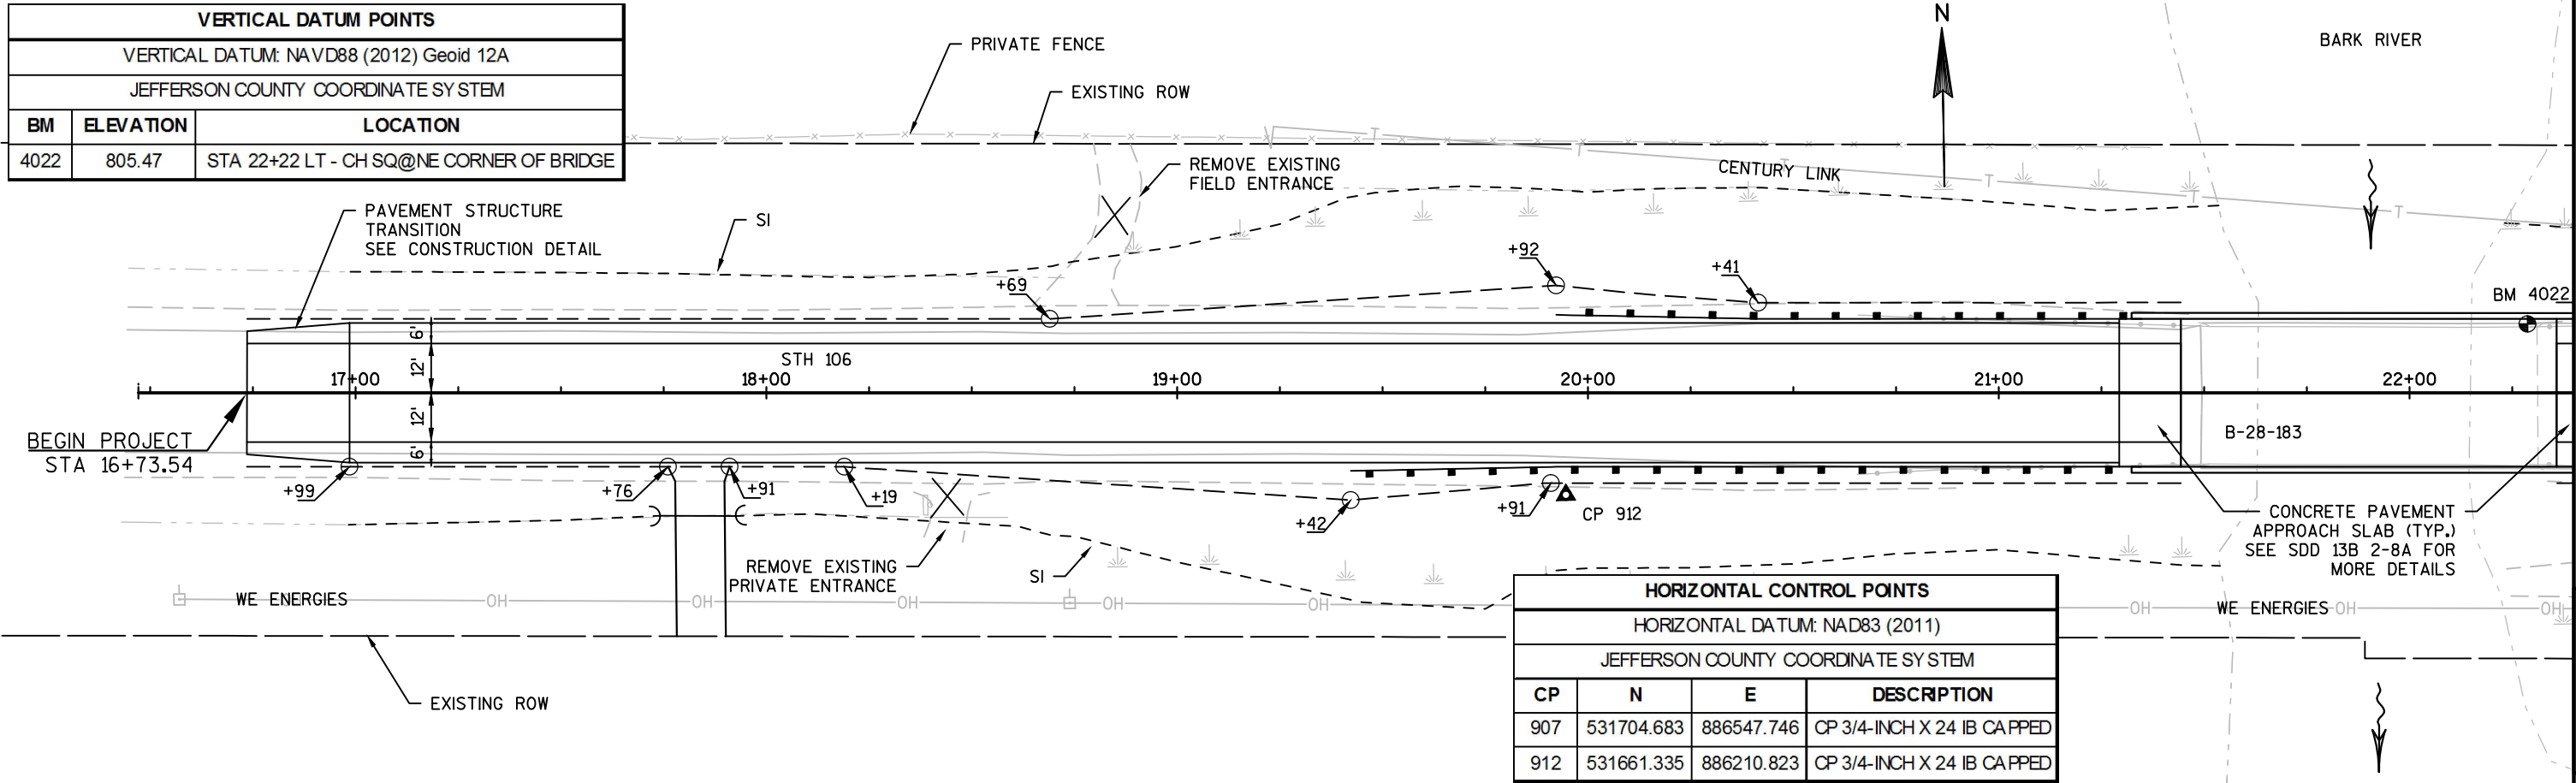 VERTICAL DATUM POINTS
VERTICAL DATUM: NAVD88 (2012) Geoid 12A
JEFFERSON COUNTY COORDINATE SYSTEM
BM ELEVATION LOCATION
4022 805.47 STA 22+22 LT - CH SQ@NE CORNER OF BRIDGE
PRIVATE FENCE
EXISTING ROW
N
BARK RIVER
REMOVE EXISTING
FIELD ENTRANCE
T
T
CENTURY LINK
T
T
T
PAVEMENT STRUCTURE
TRANSITION
SEE CONSTRUCTION DETAIL
SI
+69
+92
+41
BM 4022
6'
12'
STH 106
17+00
18+00
19+00
20+00
21+00
22+00
12'
6'
BEGIN PROJECT
STA 16+73.54
B-28-183
+99
+76
+91
+19
+42
+91
CP 912
CONCRETE PAVEMENT
APPROACH SLAB (TYP.)
SEE SDD 13B 2-8A FOR
MORE DETAILS
REMOVE EXISTING
PRIVATE ENTRANCE
SI
WE ENERGIES
OH
OH
OH
OH
OH
OH
WE ENERGIES
OH
OH
EXISTING ROW
HORIZONTAL CONTROL POINTS
HORIZONTAL DATUM: NAD83 (2011)
JEFFERSON COUNTY COORDINATE SYSTEM
CP N E DESCRIPTION
907 531704.683 886547.746 CP 3/4-INCH X 24 IB CAPPED
912 531661.335 886210.823 CP 3/4-INCH X 24 IB CAPPED